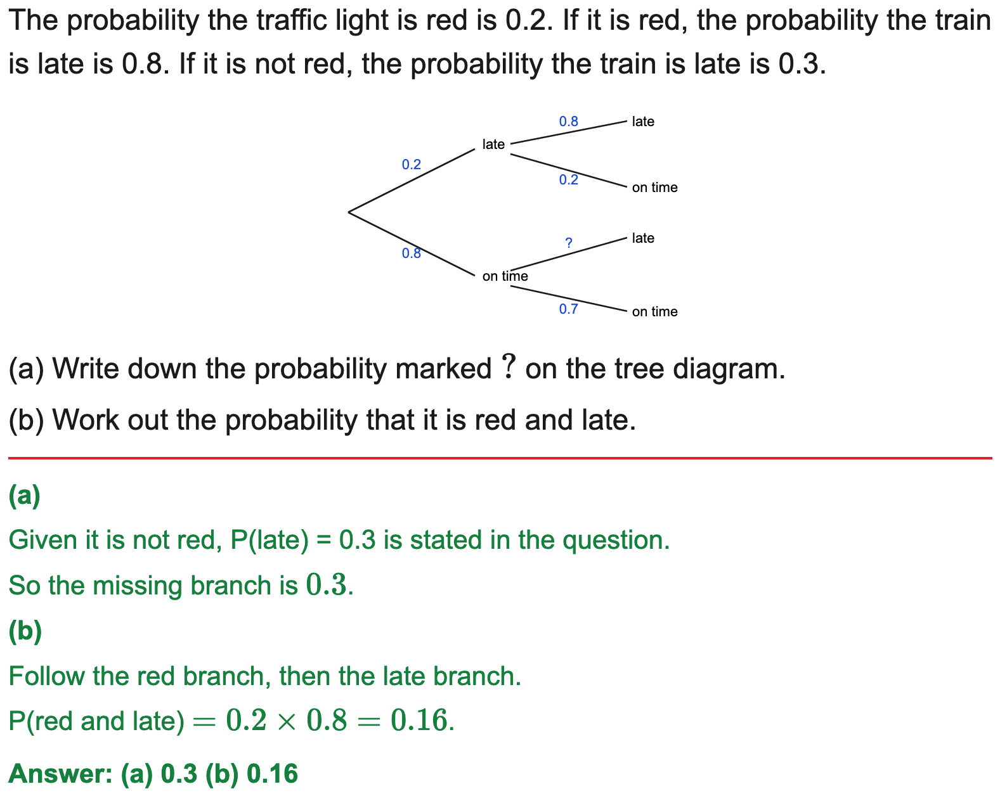 The probability the traffic light is red is 0.2. If it is red, the probability the train
is late is 0.8. If it is not red, the probability the train is late is 0.3.
0.8
late
late
0.2
0.2
on time
?
late
0.8
on time
0.7
on time
(a) Write down the probability marked ? on the tree diagram.
(b) Work out the probability that it is red and late.
(a)
Given it is not red, P(late) = 0.3 is stated in the question.
So the missing branch is 0.3.
(b)
Follow the red branch, then the late branch.
P(red and late) = 0.2 × 0.8 = 0.16.
Answer: (a) 0.3 (b) 0.16